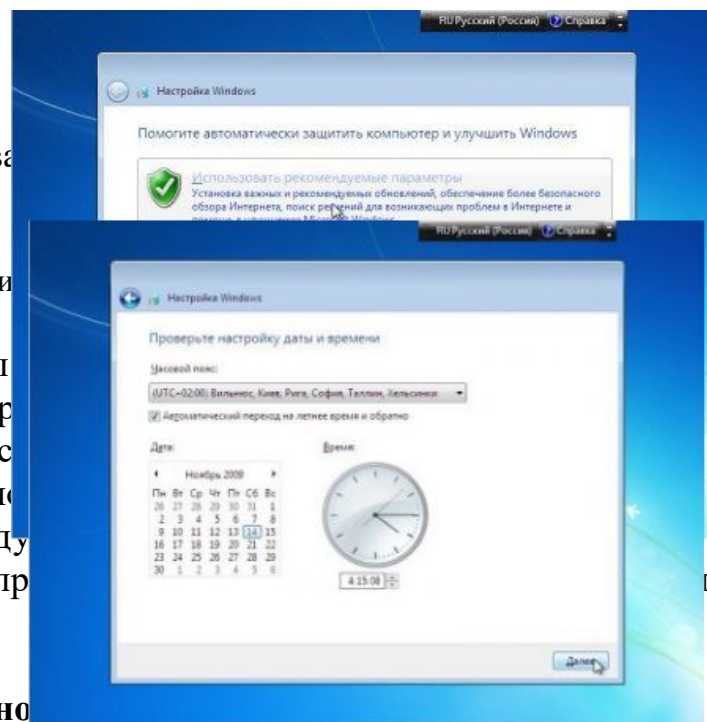 RU Русский (Россия) Справка
Настройка Windows
Помогите автоматически защитить компьютер и улучшить Windows
Использовать рекомендуемые параметры
Установка важных и рекомендуемых обновлений, обеспечение более безопасного
обзора Интернета, поиск решений для возникающих проблем в Интернете и
RU Русский (Россия) Справка
Настройка Windows
Проверьте настройку даты и времени
Часовой пояс:
(UTC+02:00) Вильнюс, Киев, Рига, София, Таллин, Хельсинки
Автоматический переход на летнее время и обратно
Дата: Время:
Ноябрь 2009
Пн Вт Ср Чт Пт Сб Вс
26 27 28 29 30 31 1
2 3 4 5 6 7 8
9 10 11 12 13 14 15
16 17 18 19 20 21 22
23 24 25 26 27 28 29
30 1 2 3 4 5 6
4:15:08
Далее